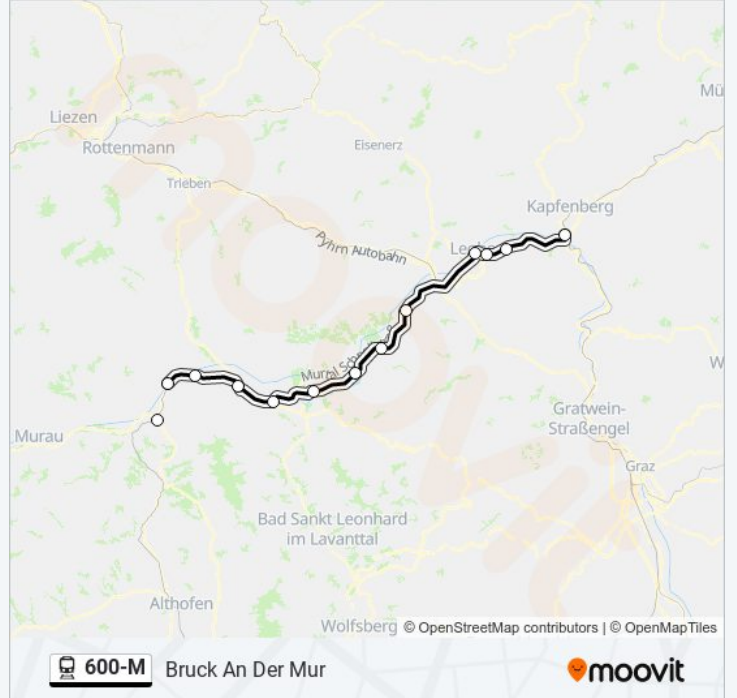 Mü
Liezen
Rottenmann
Eisenerz
Trieben
Kapfenberg
Pyhrn Autobahn
Murau
W
Gratwein-
Straßengel
Graz
Bad Sankt Leonhard
im Lavanttal
Althofen
Wolfsberg
© OpenStreetMap contributors | © OpenMapTiles
600-M Bruck An Der Mur
moovit